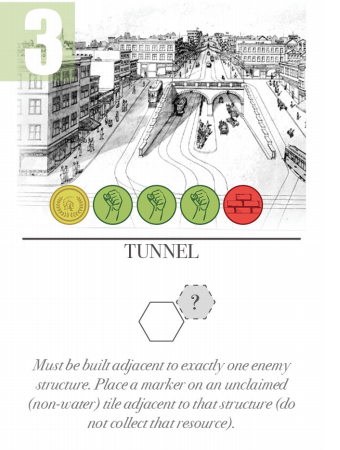 3
TUNNEL
?
Must be built adjacent to exactly one enemy
structure. Place a marker on an unclaimed
(non-water) tile adjacent to that structure (do
not collect that resource).